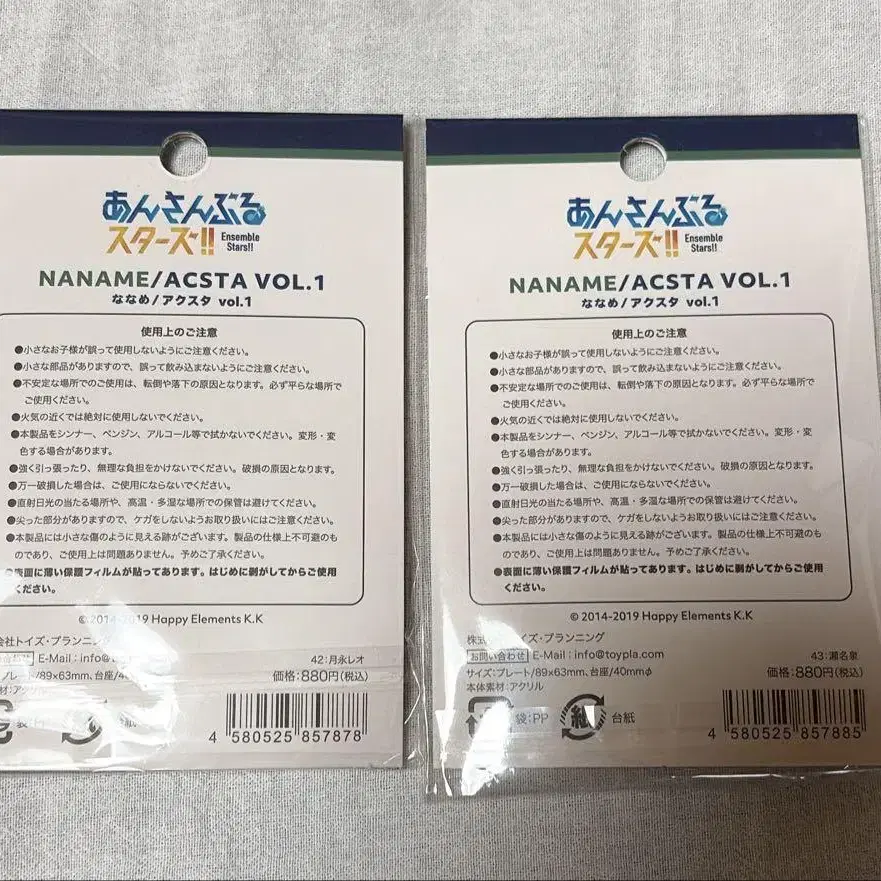 あんさんぶる
スターズ!!
Ensemble
Stars!!
NANAME/ACSTA VOL.1
ななめ/アクスタ vol.1
使用上のご注意
●小さなお子様が誤って使用しないようにご注意ください。
●小さな部品がありますので、誤って飲み込まないようにご注意ください。
●不安定な場所でのご使用は、転倒や落下の原因となります。必ず平らな場所で
ご使用ください。
●火気の近くでは絶対に使用しないでください。
●本製品をシンナー、ベンジン、アルコール等で拭かないでください。変形・変
色する場合があります。
●強く引っ張ったり、無理な負担をかけないでください。破損の原因となります。
●万一破損した場合は、ご使用にならないでください。
●直射日光の当たる場所や、高温・多湿な場所での保管は避けてください。
●尖った部分がありますので、ケガをしないようお取り扱いにはご注意ください。
●本製品には小さな傷のように見える跡がございます。製品の仕様上不可避のも
のであり、ご使用上は問題ありません。予めご了承ください。
●表面に薄い保護フィルムが貼ってあります。はじめに剥がしてからご使用
ください。
©2014-2019 Happy Elements K.K
会社トイズ・プランニング
E-Mail : info@
42:月永レオ
プレート/89×63mm、台座/4
価格:880円(税込)
材:アクリル
袋:PP
台紙
4 580525 857878
あんさんぶる
スターズ!!
Ensemble
Stars!!
NANAME/ACSTA VOL.1
ななめ/アクスタ vol.1
使用上のご注意
●小さなお子様が誤って使用しないようにご注意ください。
●小さな部品がありますので、誤って飲み込まないようにご注意ください。
●不安定な場所でのご使用は、転倒や落下の原因となります。必ず平らな場所で
ご使用ください。
●火気の近くでは絶対に使用しないでください。
●本製品をシンナー、ベンジン、アルコール等で拭かないでください。変形・変
色する場合があります。
●強く引っ張ったり、無理な負担をかけないでください。破損の原因となります。
●万一破損した場合は、ご使用にならないでください。
●直射日光の当たる場所や、高温・多湿な場所での保管は避けてください。
●尖った部分がありますので、ケガをしないようお取り扱いにはご注意ください。
●本製品には小さな傷のように見える跡がございます。製品の仕様上不可避のも
のであり、ご使用上は問題ありません。予めご了承ください。
●表面に薄い保護フィルムが貼ってあります。はじめに剥がしてからご使用
ください。
© 2014-2019 Happy Elements K.K
株式会社トイズ・プランニング
お問い合わせ E-Mail : info@toypla.com
43:瀬名泉
サイズ:プレート/89×63mm、台座/40mmφ
価格:880円(税込)
本体素材:アクリル
袋:PP
紙
台紙
4 580525 857885